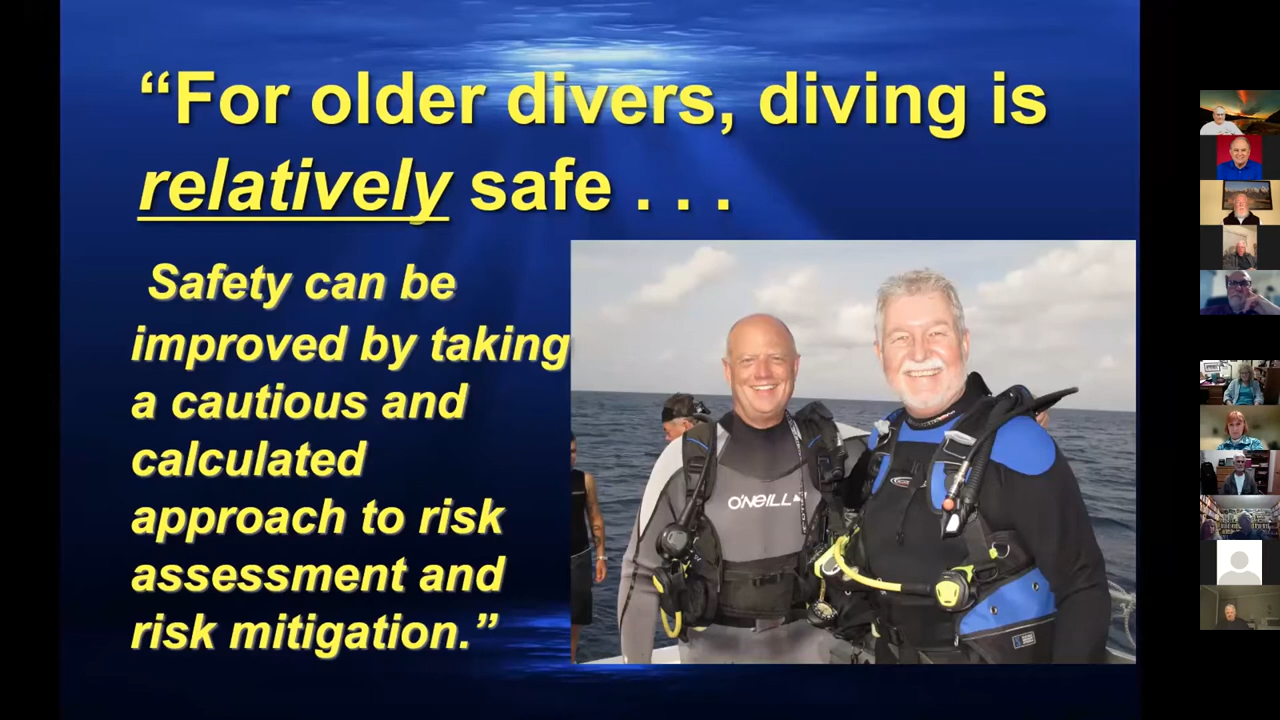 “For older divers, diving is
relatively safe . . .
Safety can be
improved by taking
a cautious and
calculated
approach to risk
assessment and
risk mitigation.”
O'NEILL